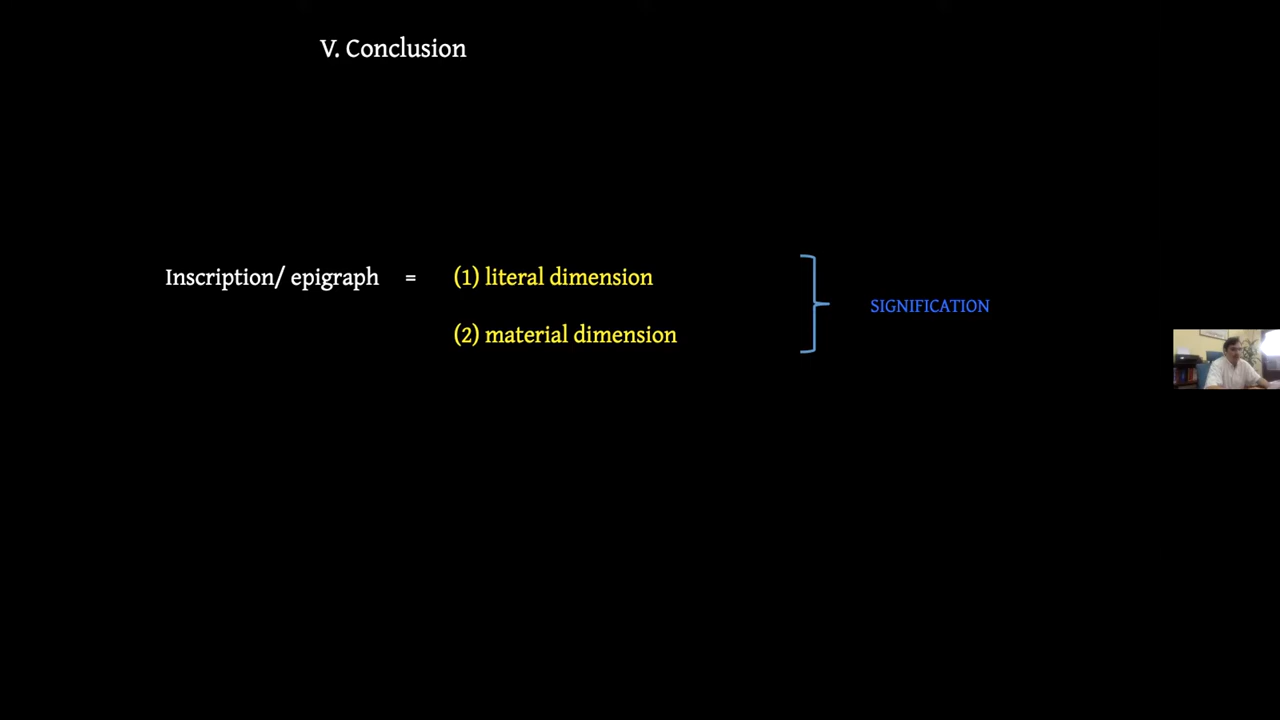 V. Conclusion
Inscription/ epigraph = (1) literal dimension
(2) material dimension
SIGNIFICATION